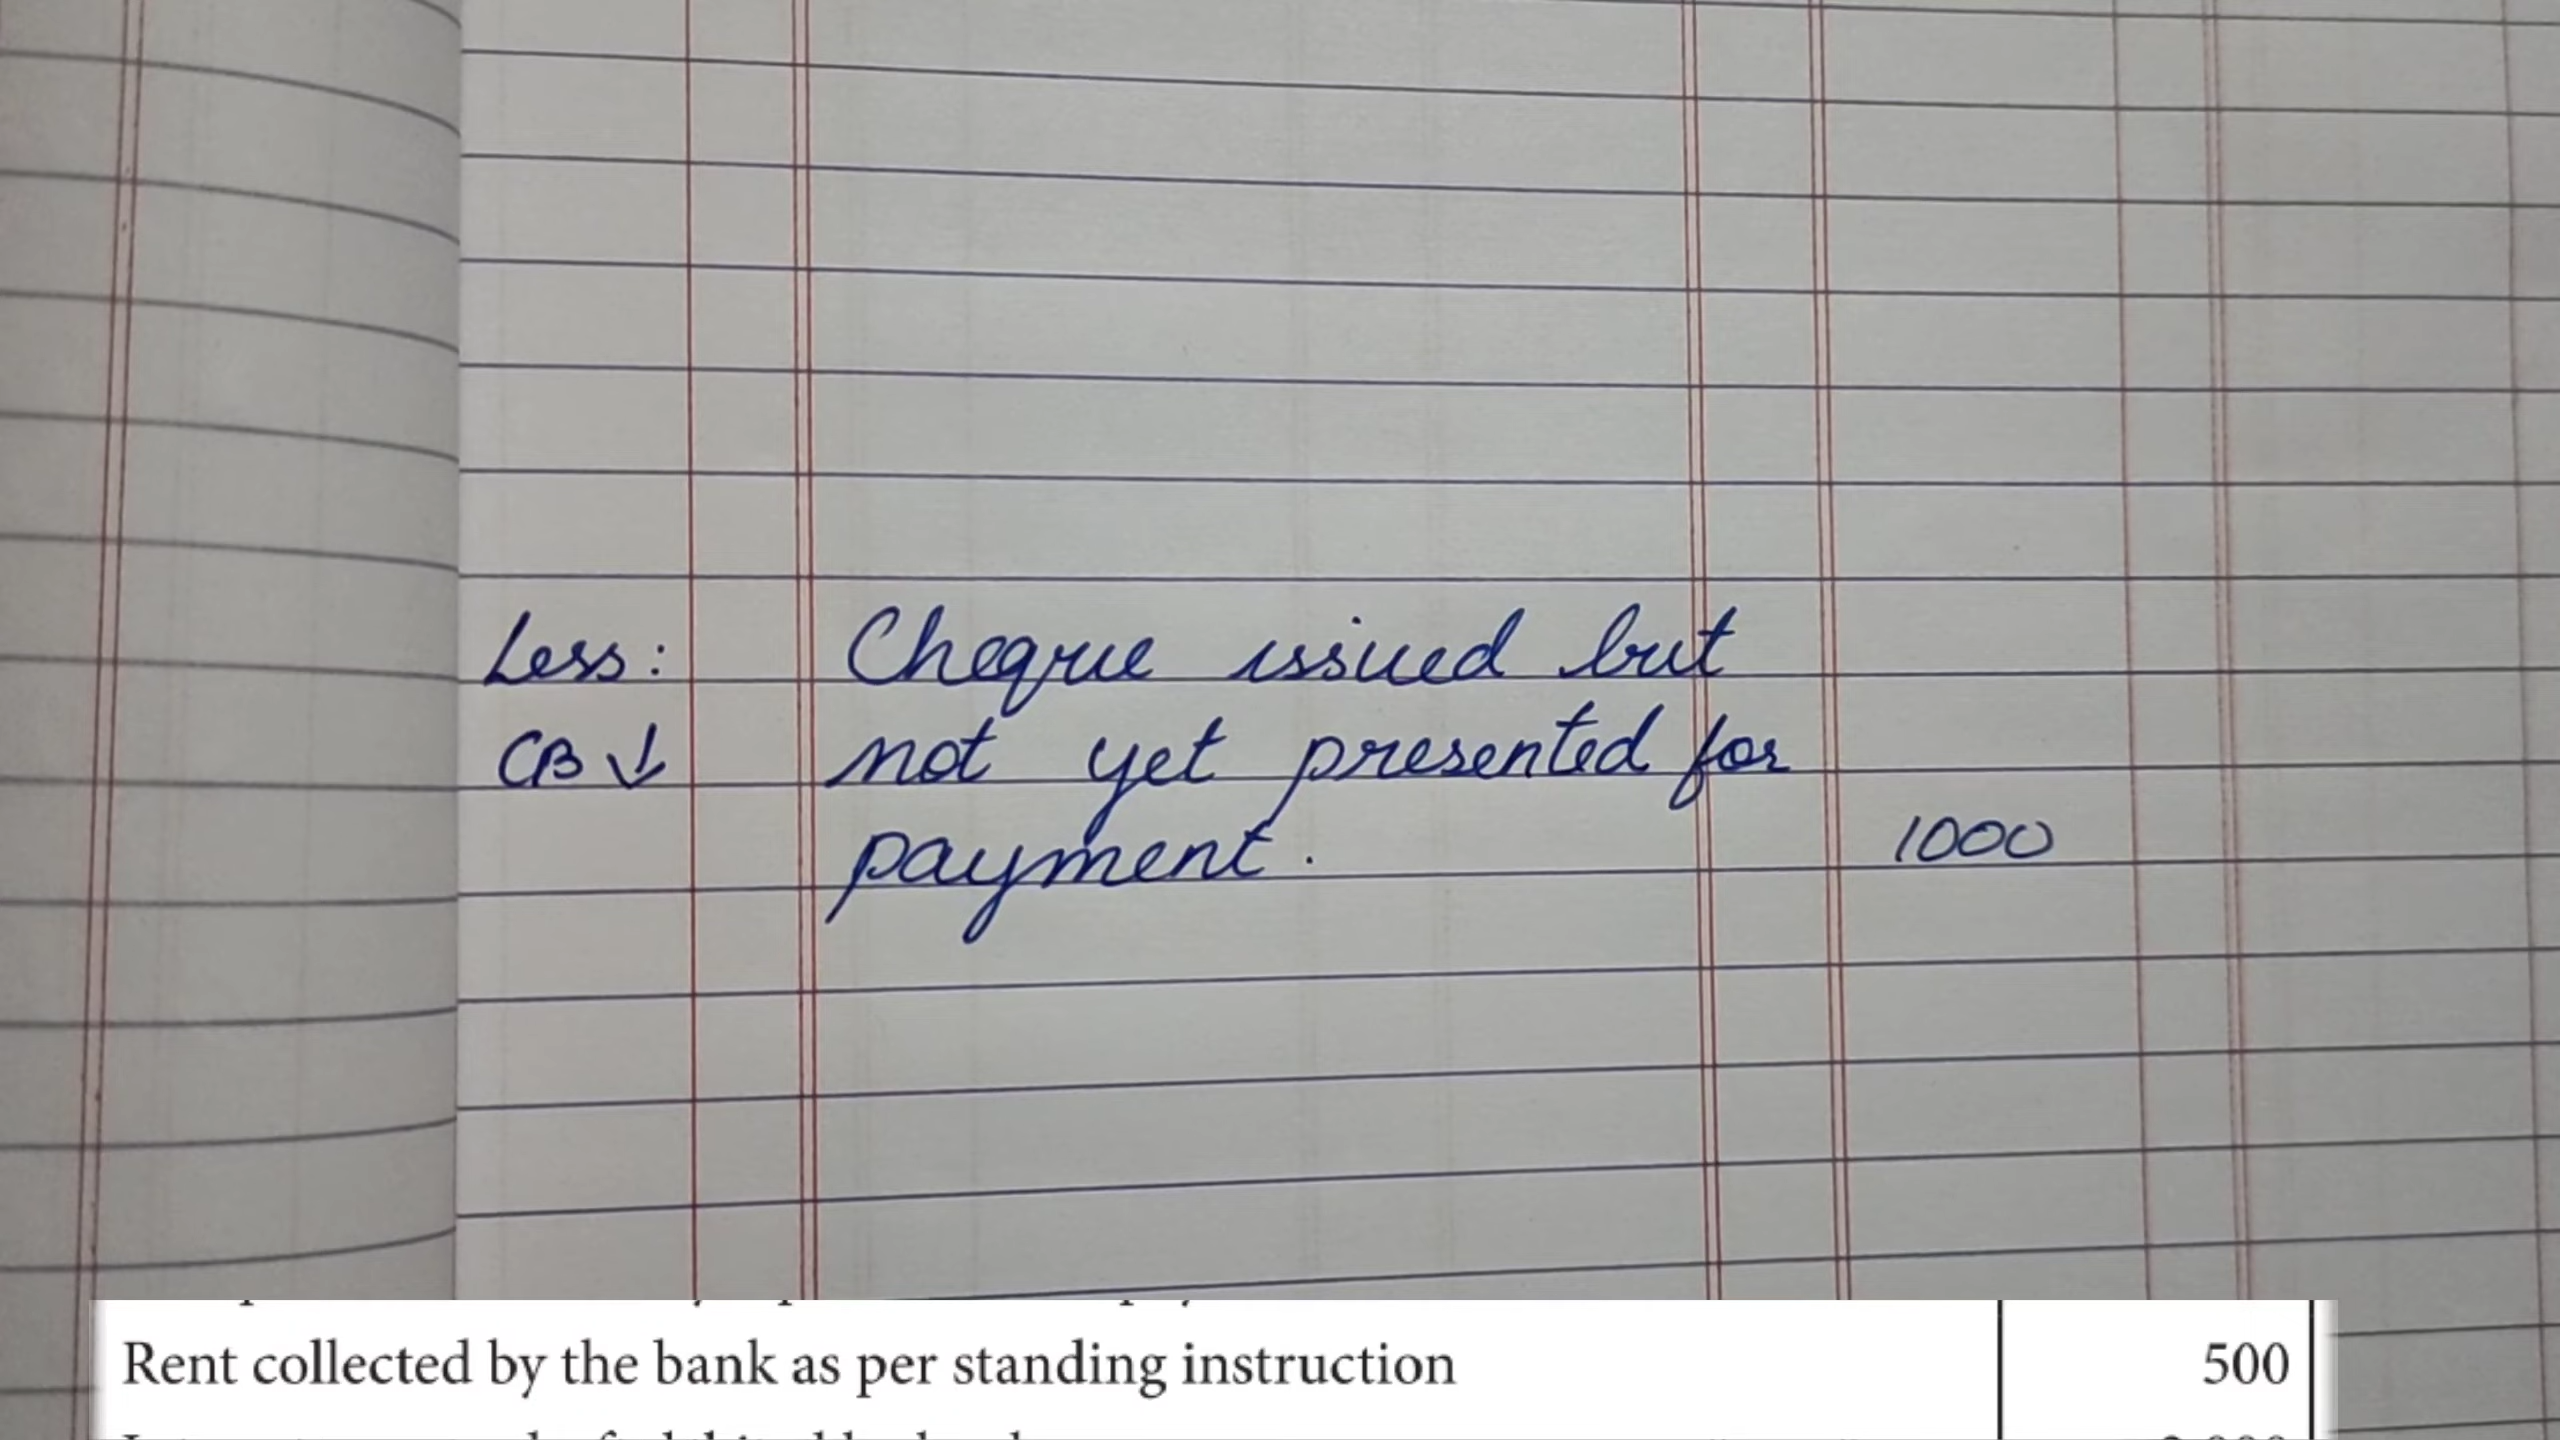 Less: Cheque issued but
CB ↓ not yet presented for
payment. 1000
Rent collected by the bank as per standing instruction 500